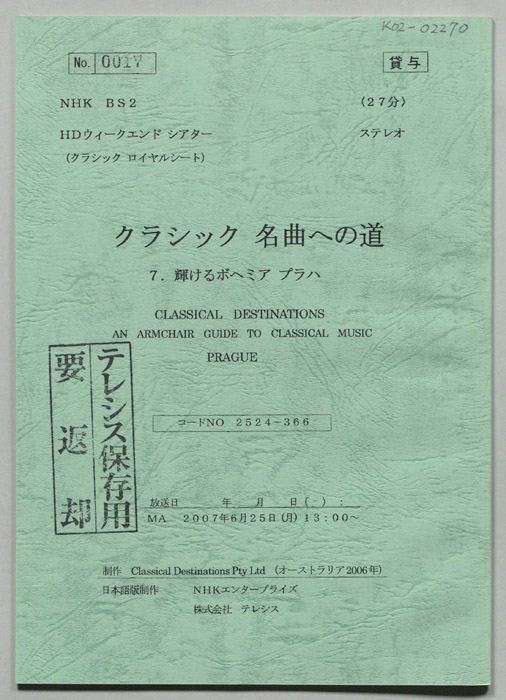 K02-02270
No. 0017 貸与
NHK BS2 (27分)
HDウィークエンド シアター ステレオ
(クラシック ロイヤルシート)
クラシック 名曲への道
7. 輝けるボヘミア プラハ
CLASSICAL DESTINATIONS
AN ARMCHAIR GUIDE TO CLASSICAL MUSIC
PRAGUE
テレシス保存用
要返却
コードNO 2524-366
放送日 年 月 日( ) :
MA 2007年6月25日(月) 13:00~
制作 Classical Destinations Pty Ltd (オーストラリア2006年)
日本語版制作 NHKエンタープライズ
株式会社 テレシス